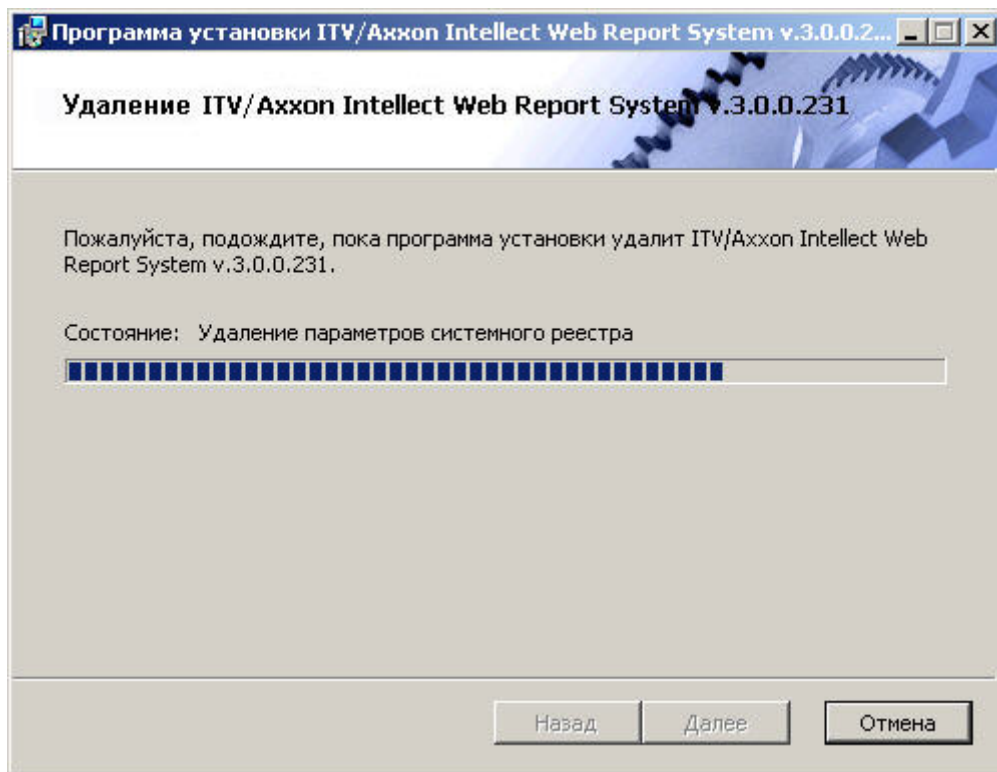 Программа установки ITV/Axxon Intellect Web Report System v.3.0.0.2...
Удаление ITV/Axxon Intellect Web Report System v.3.0.0.231
Пожалуйста, подождите, пока программа установки удалит ITV/Axxon Intellect Web
Report System v.3.0.0.231.
Состояние: Удаление параметров системного реестра
Назад Далее Отмена